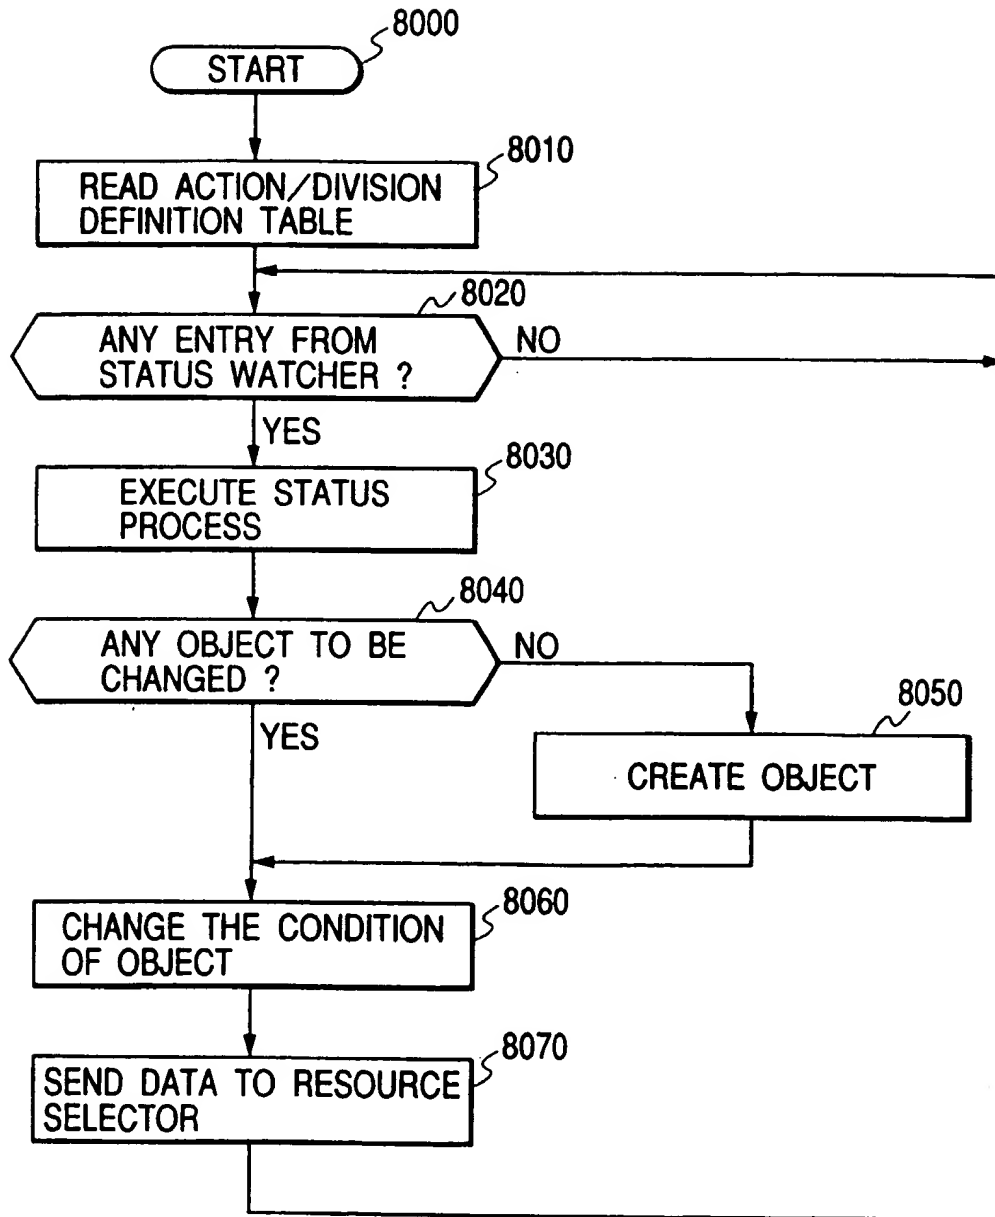 8000
START
8010
READ ACTION/DIVISION
DEFINITION TABLE
8020
ANY ENTRY FROM
STATUS WATCHER ?
NO
YES
8030
EXECUTE STATUS
PROCESS
8040
ANY OBJECT TO BE
CHANGED ?
NO
YES
8050
CREATE OBJECT
8060
CHANGE THE CONDITION
OF OBJECT
8070
SEND DATA TO RESOURCE
SELECTOR